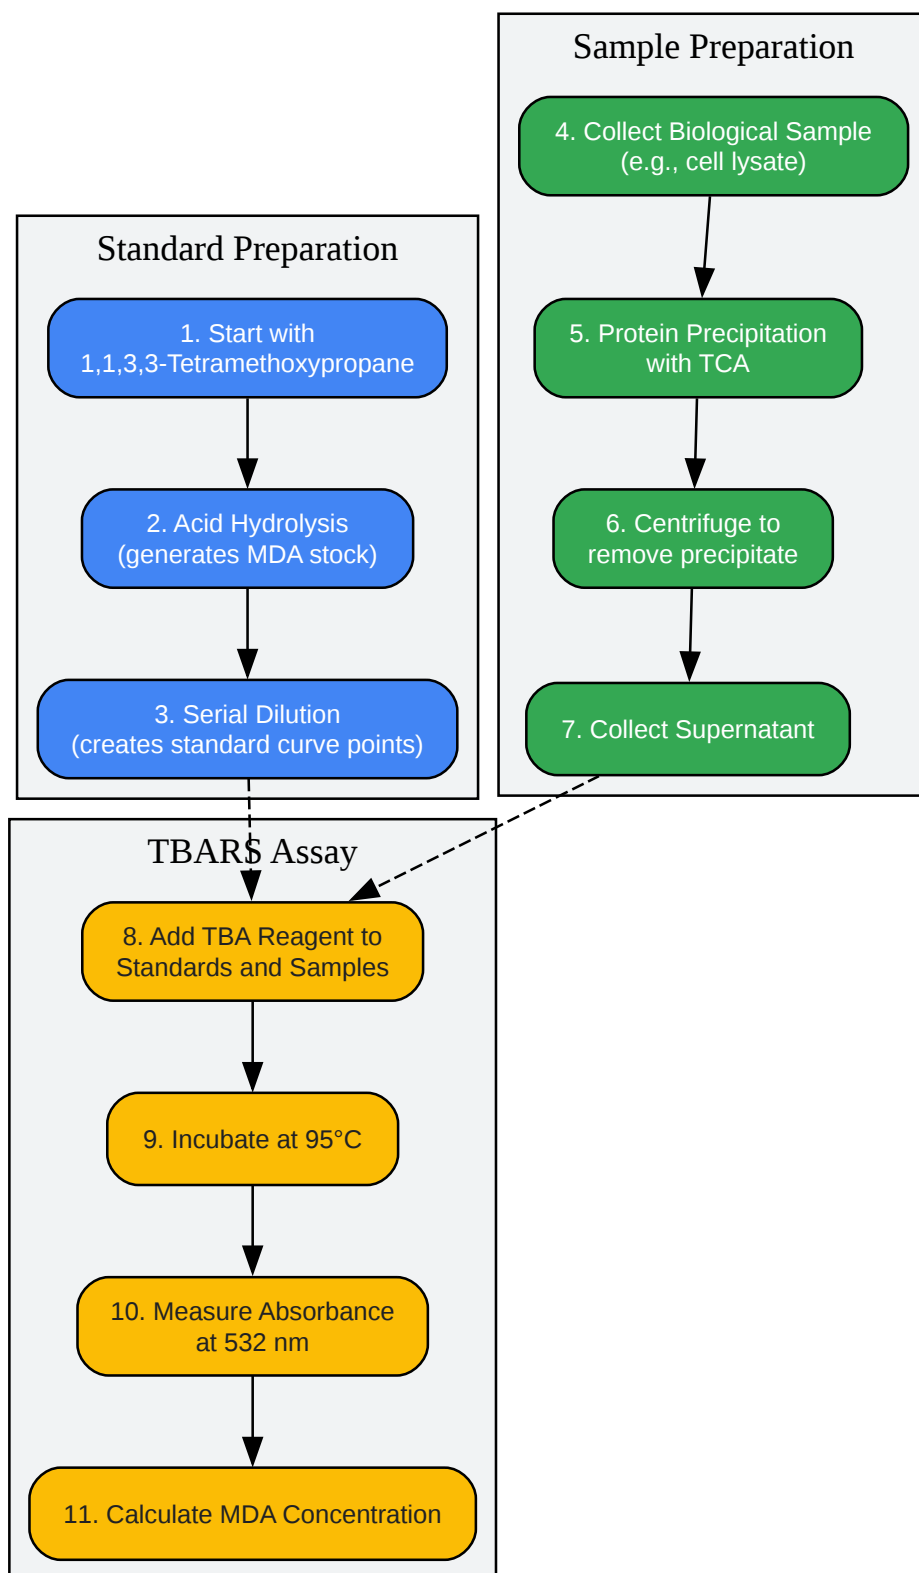 Standard Preparation
1. Start with
1,1,3,3-Tetramethoxypropane
2. Acid Hydrolysis
(generates MDA stock)
3. Serial Dilution
(creates standard curve points)
Sample Preparation
4. Collect Biological Sample
(e.g., cell lysate)
5. Protein Precipitation
with TCA
6. Centrifuge to
remove precipitate
7. Collect Supernatant
TBARS Assay
8. Add TBA Reagent to
Standards and Samples
9. Incubate at 95°C
10. Measure Absorbance
at 532 nm
11. Calculate MDA Concentration